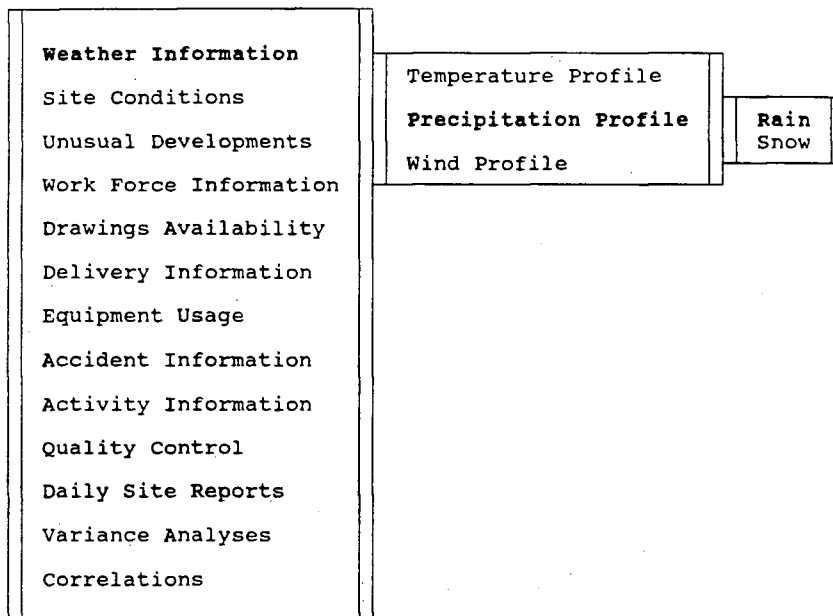 Weather Information
Site Conditions
Unusual Developments
Work Force Information
Drawings Availability
Delivery Information
Equipment Usage
Accident Information
Activity Information
Quality Control
Daily Site Reports
Variance Analyses
Correlations
Temperature Profile
Precipitation Profile
Wind Profile
Rain
Snow